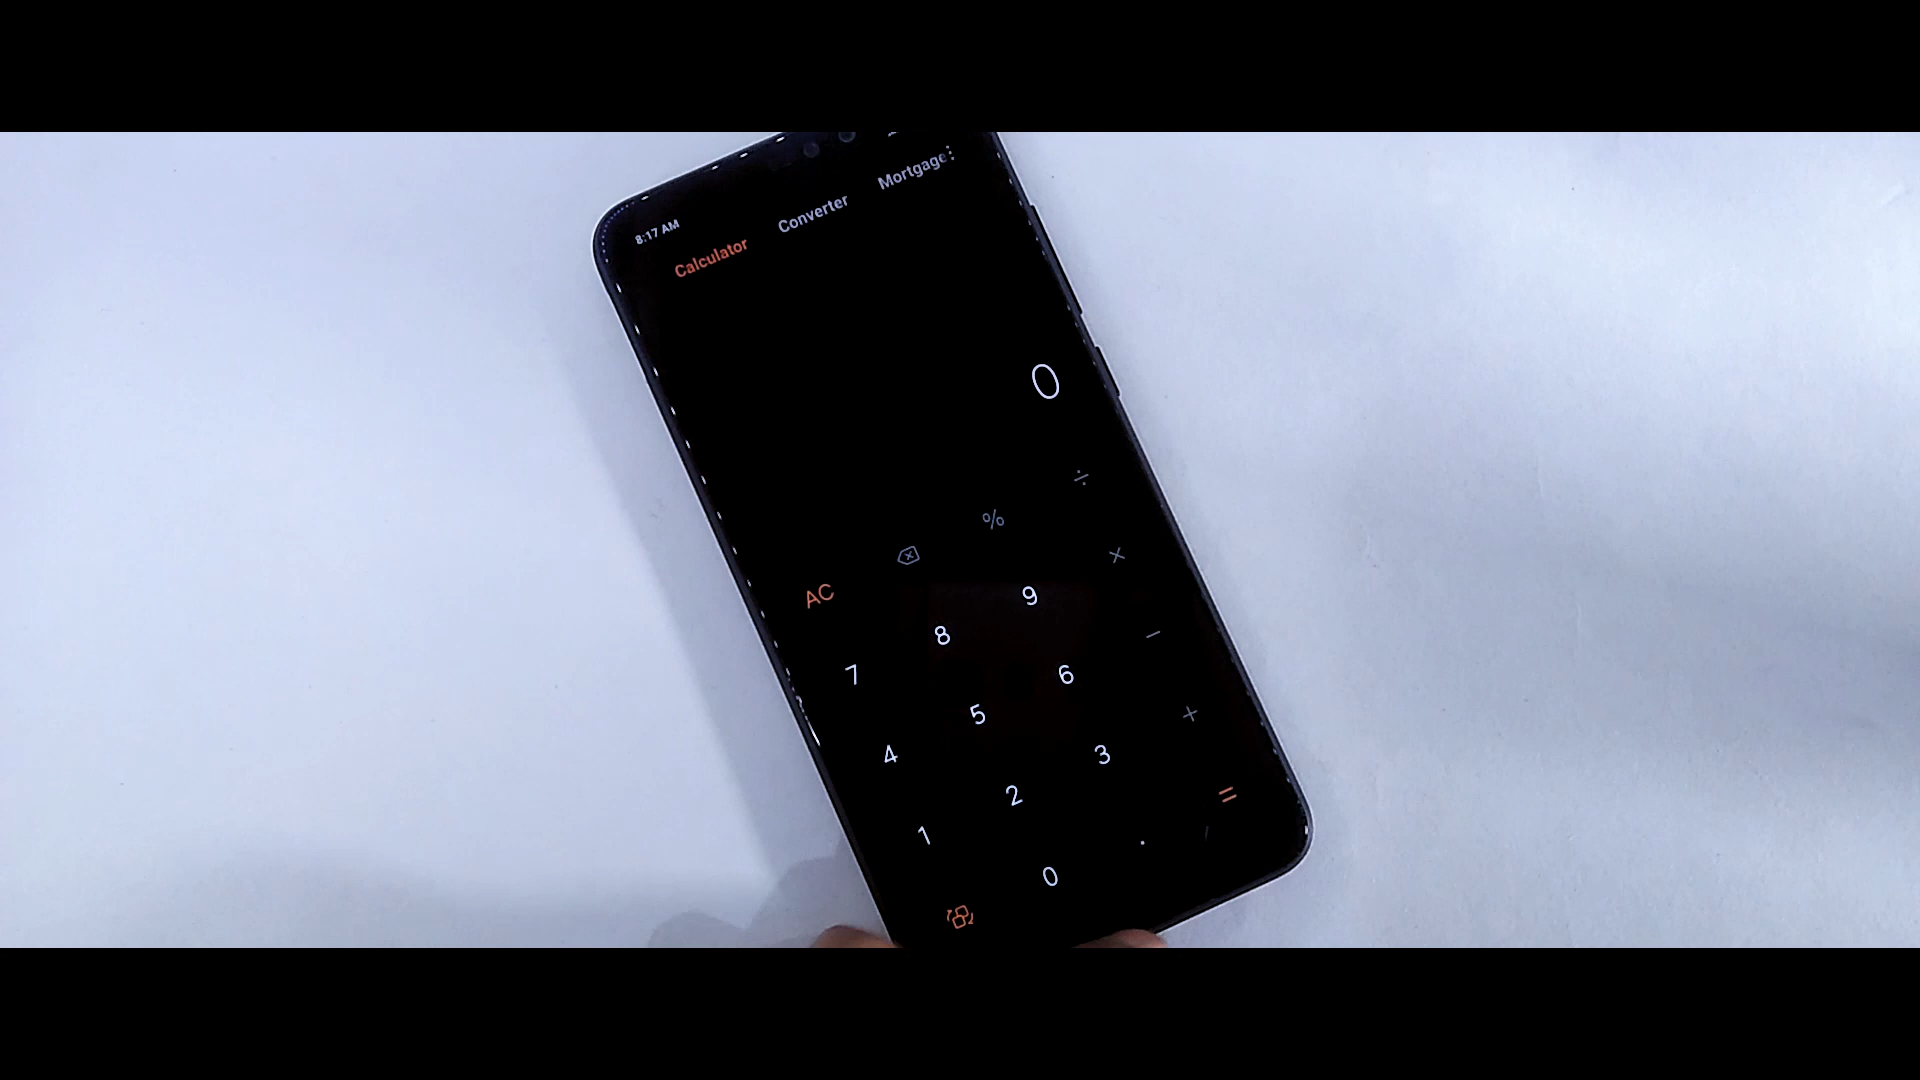 8:17 AM
Calculator Converter Mortgage
0
AC % ÷
7 8 9 ×
4 5 6 −
1 2 3 +
0 . =